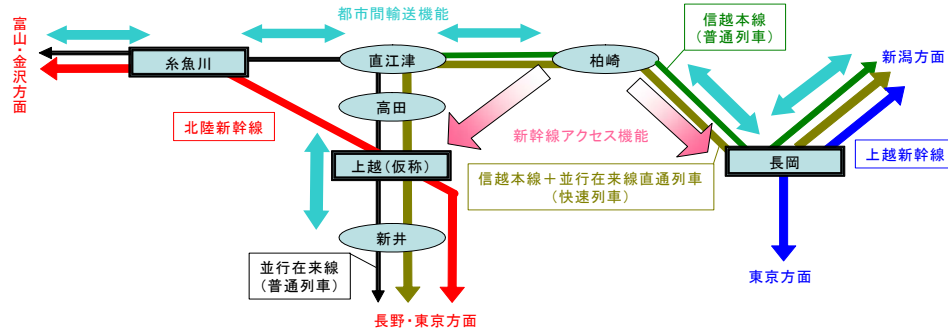 都市間輸送機能
信越本線
(普通列車)
富山・金沢方面
糸魚川
直江津
柏崎
新潟方面
高田
北陸新幹線
新幹線アクセス機能
上越新幹線
上越(仮称)
長岡
信越本線+並行在来線直通列車
(快速列車)
新井
並行在来線
(普通列車)
東京方面
長野・東京方面